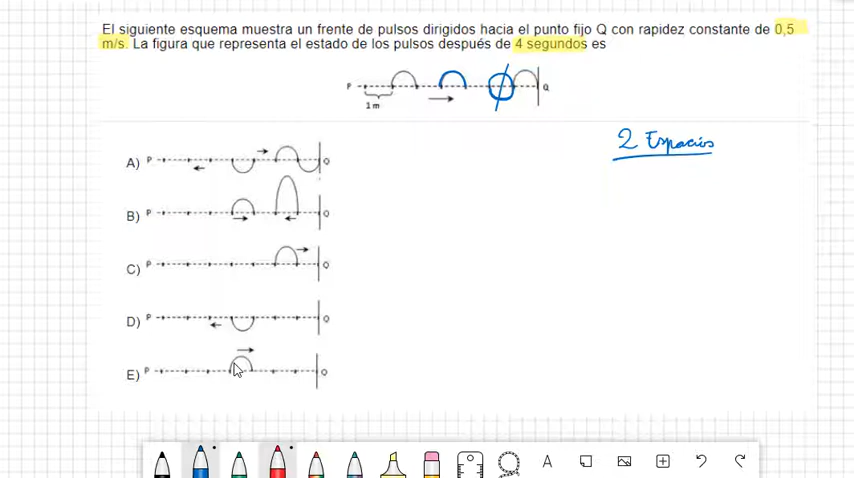 El siguiente esquema muestra un frente de pulsos dirigidos hacia el punto fijo Q con rapidez constante de 0,5
m/s. La figura que representa el estado de los pulsos después de 4 segundos es
P Q
1 m
2 Espacios
A) P Q
B) P Q
C) P Q
D) P Q
E) P Q
A